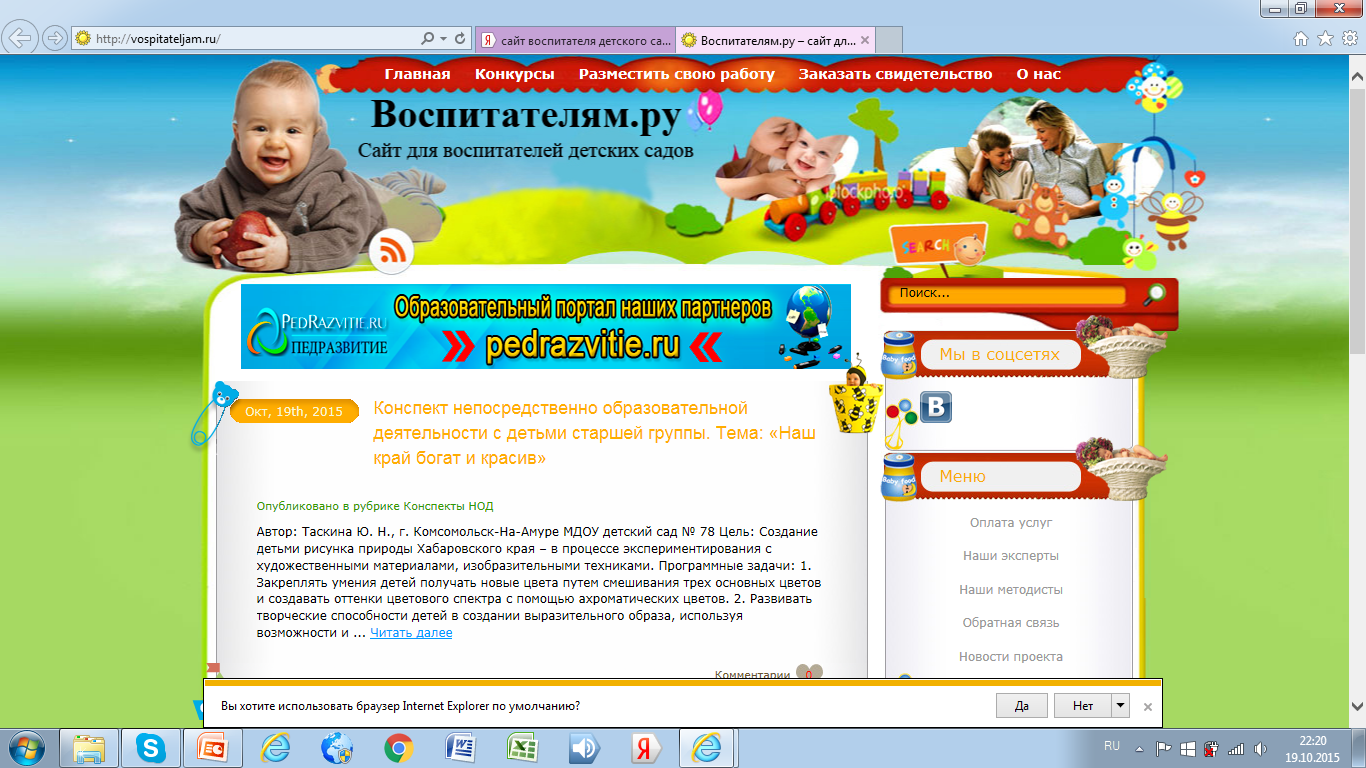 http://vospitateljam.ru/
сайт воспитателя детского са...
Воспитателям.ру – сайт дл...
Главная Конкурсы Разместить свою работу Заказать свидетельство О нас
Воспитателям.ру
Сайт для воспитателей детских садов
SEARCH
Поиск...
PEDRAZVITIE.RU
ПЕДРАЗВИТИЕ
Образовательный портал наших партнеров
pedrazvitie.ru
Baby food
Мы в соцсетях
B
Окт, 19th, 2015
Конспект непосредственно образовательной
деятельности с детьми старшей группы. Тема: «Наш
край богат и красив»
Опубликовано в рубрике Конспекты НОД
Автор: Таскина Ю. Н., г. Комсомольск-На-Амуре МДОУ детский сад № 78 Цель: Создание
детьми рисунка природы Хабаровского края – в процессе экспериментирования с
художественными материалами, изобразительными техниками. Программные задачи: 1.
Закреплять умения детей получать новые цвета путем смешивания трех основных цветов
и создавать оттенки цветового спектра с помощью ахроматических цветов. 2. Развивать
творческие способности детей в создании выразительного образа, используя
возможности и ... Читать далее
Комментарии 0
Baby food
Меню
Оплата услуг
Наши эксперты
Наши методисты
Обратная связь
Новости проекта
Вы хотите использовать браузер Internet Explorer по умолчанию?
Да
Нет
RU
22:20
19.10.2015